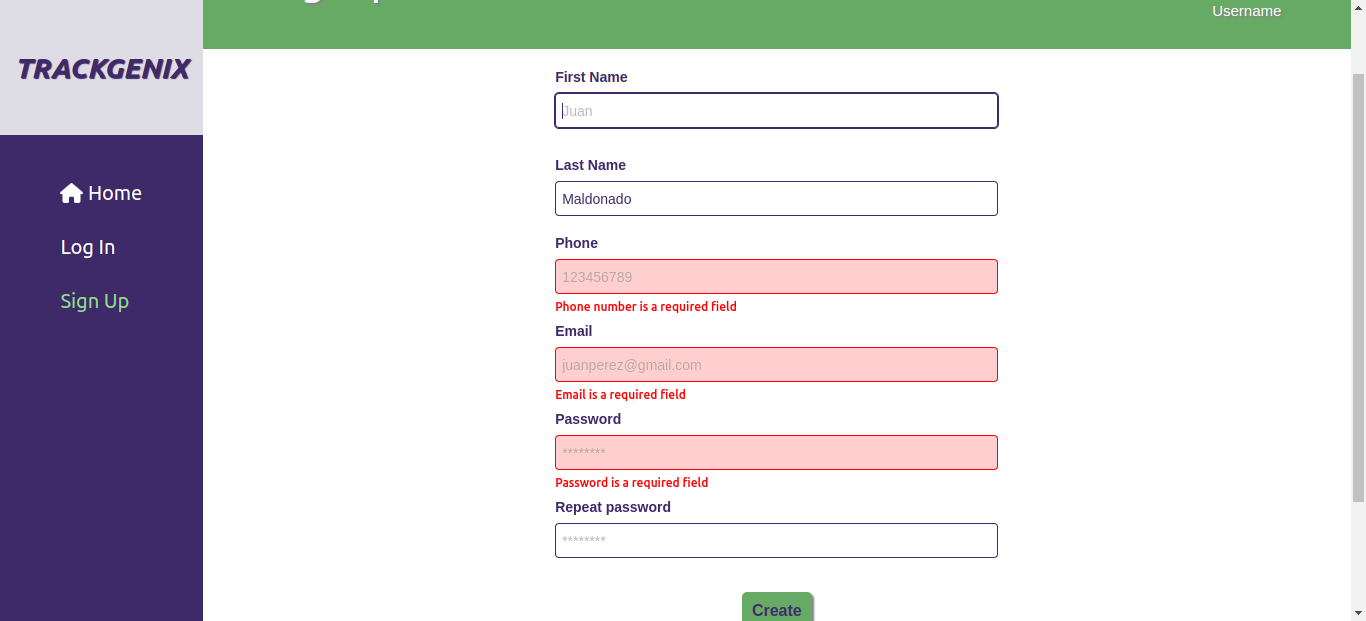 Username
TRACKGENIX
Home
Log In
Sign Up
First Name
Juan
Last Name
Maldonado
Phone
123456789
Phone number is a required field
Email
juanperez@gmail.com
Email is a required field
Password
********
Password is a required field
Repeat password
********
Create